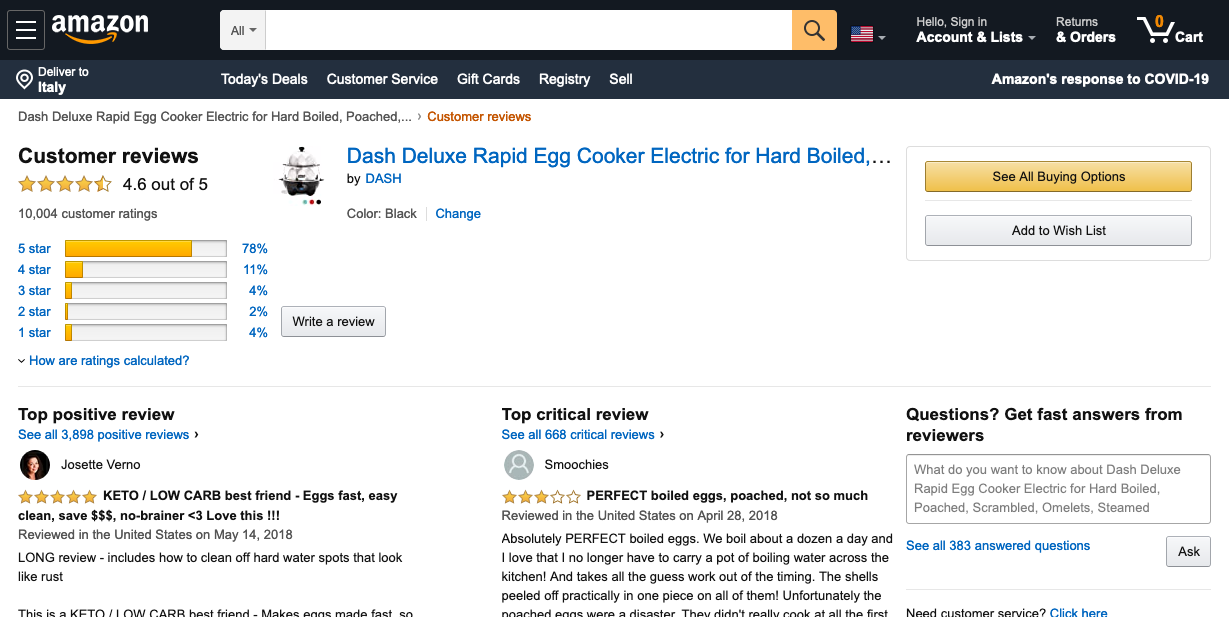 amazon
All
Hello, Sign in
Account & Lists
Returns
& Orders
0
Cart
Deliver to
Italy
Today's Deals
Customer Service
Gift Cards
Registry
Sell
Amazon's response to COVID-19
Dash Deluxe Rapid Egg Cooker Electric for Hard Boiled, Poached,... › Customer reviews
Customer reviews
4.6 out of 5
10,004 customer ratings
5 star 78%
4 star 11%
3 star 4%
2 star 2%
1 star 4%
How are ratings calculated?
Dash Deluxe Rapid Egg Cooker Electric for Hard Boiled,...
by DASH
Color: Black
Change
Write a review
See All Buying Options
Add to Wish List
Top positive review
See all 3,898 positive reviews ›
Josette Verno
KETO / LOW CARB best friend - Eggs fast, easy
clean, save $$$, no-brainer <3 Love this !!!
Reviewed in the United States on May 14, 2018
LONG review - includes how to clean off hard water spots that look
like rust
This is a KETO / LOW CARB best friend - Makes eggs made fast, so
Top critical review
See all 668 critical reviews ›
Smoochies
PERFECT boiled eggs, poached, not so much
Reviewed in the United States on April 28, 2018
Absolutely PERFECT boiled eggs. We boil about a dozen a day and
I love that I no longer have to carry a pot of boiling water across the
kitchen! And takes all the guess work out of the timing. The shells
peeled off practically in one piece on all of them! Unfortunately the
poached eggs were a disaster. They didn't really cook at all the first
Questions? Get fast answers from
reviewers
What do you want to know about Dash Deluxe
Rapid Egg Cooker Electric for Hard Boiled,
Poached, Scrambled, Omelets, Steamed
See all 383 answered questions
Ask
Need customer service? Click here